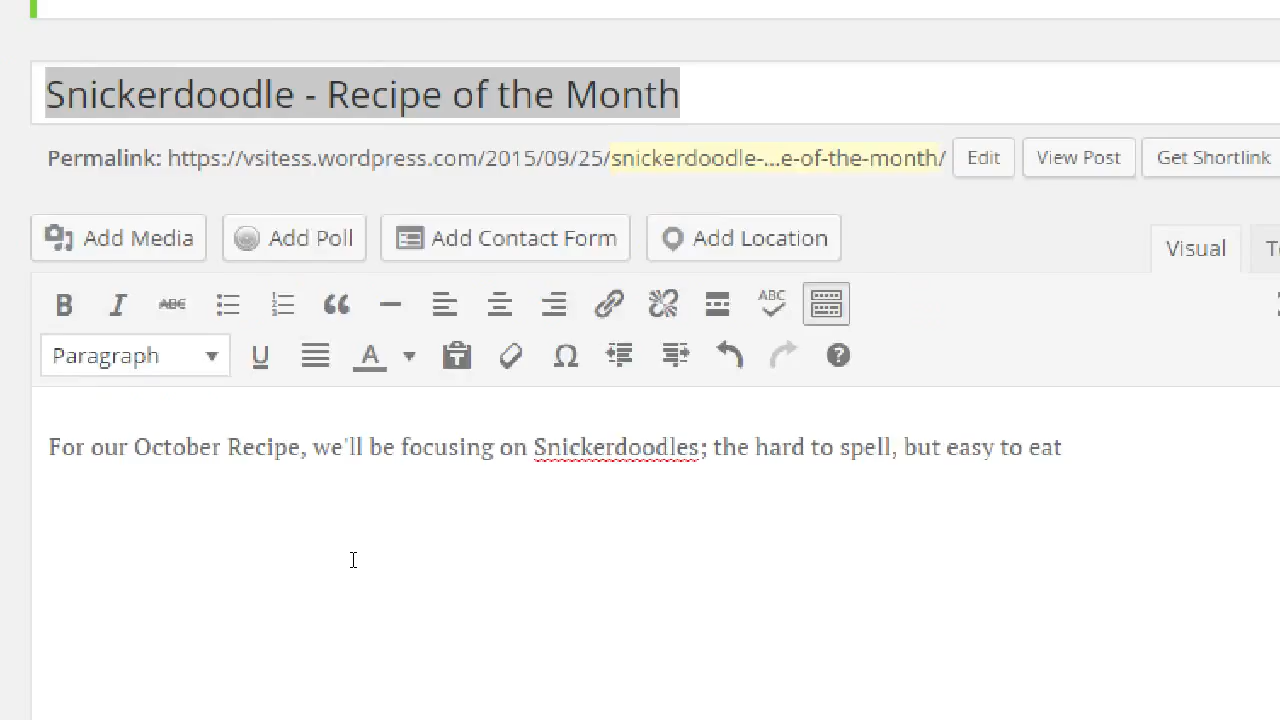 Snickerdoodle - Recipe of the Month
Permalink: https://vsitess.wordpress.com/2015/09/25/snickerdoodle-...e-of-the-month/ Edit View Post Get Shortlink
Add Media Add Poll Add Contact Form Add Location Visual
B I ABC ABC
Paragraph U A
For our October Recipe, we'll be focusing on Snickerdoodles; the hard to spell, but easy to eat